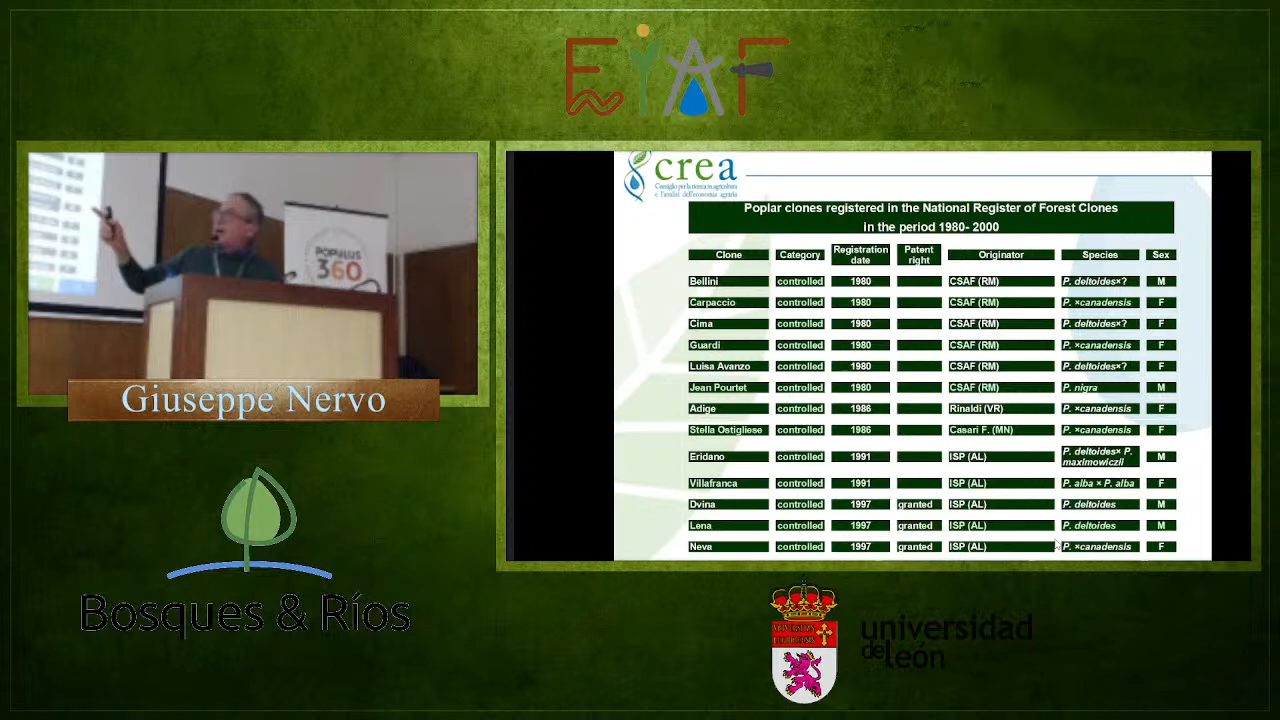 EIAF
POPULUS
360
Giuseppe Nervo
Bosques & Ríos
crea
Consiglio per la ricerca in agricoltura
e l'analisi dell'economia agraria
Poplar clones registered in the National Register of Forest Clones
in the period 1980- 2000
Clone Category Registration date Patent right Originator Species Sex
Bellini controlled 1980 CSAF (RM) P. deltoides×? M
Carpaccio controlled 1980 CSAF (RM) P. ×canadensis F
Cima controlled 1980 CSAF (RM) P. deltoides×? F
Guardi controlled 1980 CSAF (RM) P. ×canadensis F
Luisa Avanzo controlled 1980 CSAF (RM) P. deltoides×? F
Jean Pourtet controlled 1980 CSAF (RM) P. nigra M
Adige controlled 1986 Rinaldi (VR) P. ×canadensis F
Stella Ostigliese controlled 1986 Casari F. (MN) P. ×canadensis F
Eridano controlled 1991 ISP (AL) P. deltoides× P. maximowiczii M
Villafranca controlled 1991 ISP (AL) P. alba × P. alba F
Dvina controlled 1997 granted ISP (AL) P. deltoides M
Lena controlled 1997 granted ISP (AL) P. deltoides M
Neva controlled 1997 granted ISP (AL) P. ×canadensis F
universidad
de león